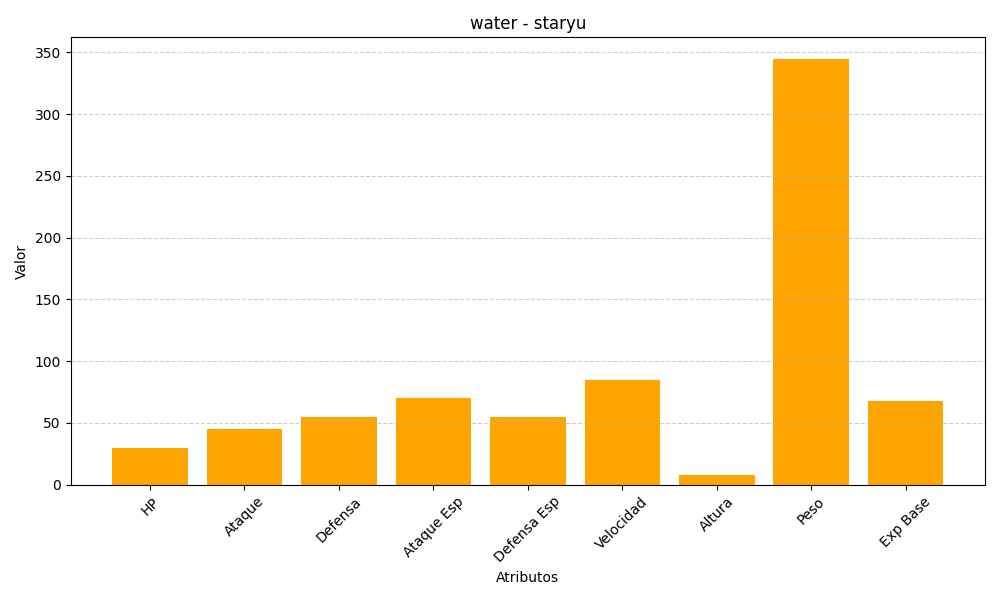 water - staryu
Valor
350
300
250
200
150
100
50
0
HP
Ataque
Defensa
Ataque Esp
Defensa Esp
Velocidad
Altura
Peso
Exp Base
Atributos